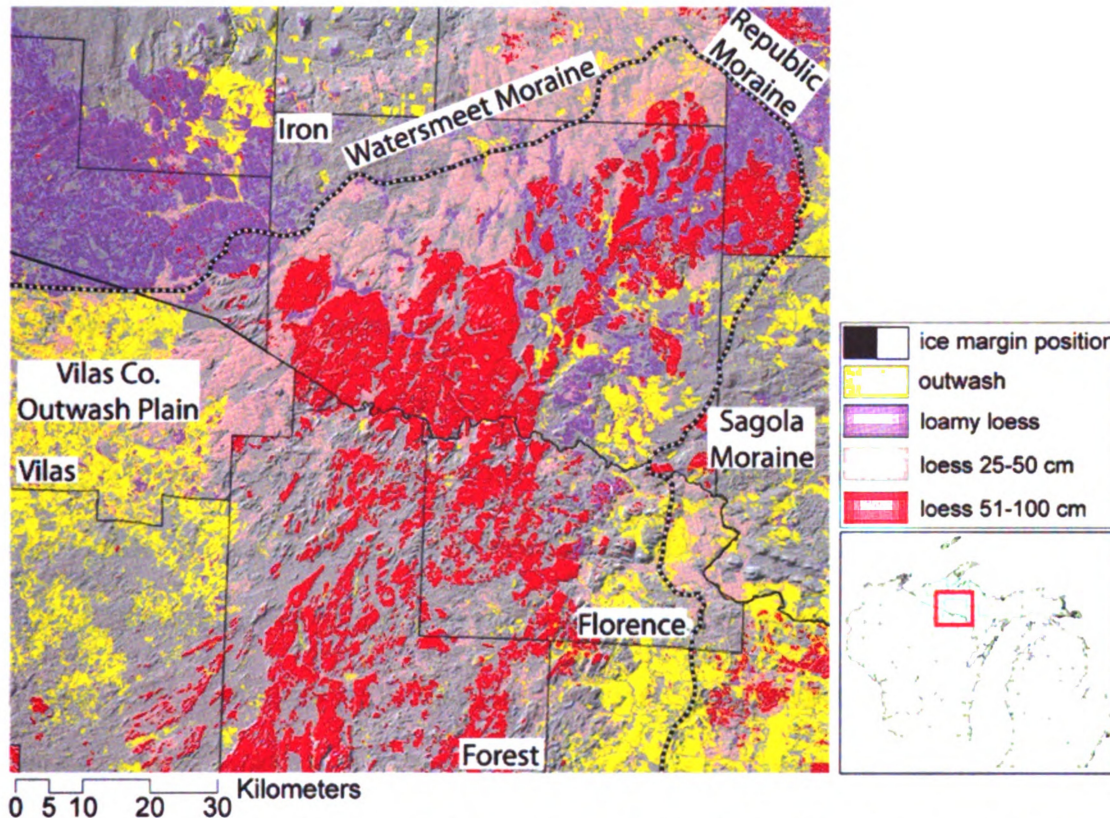 Republic
Moraine
Watersmeet Moraine
Iron
Vilas Co.
Outwash Plain
Vilas
Sagola
Moraine
Florence
Forest
0 5 10 20 30 Kilometers
ice margin position
outwash
loamy loess
loess 25-50 cm
loess 51-100 cm